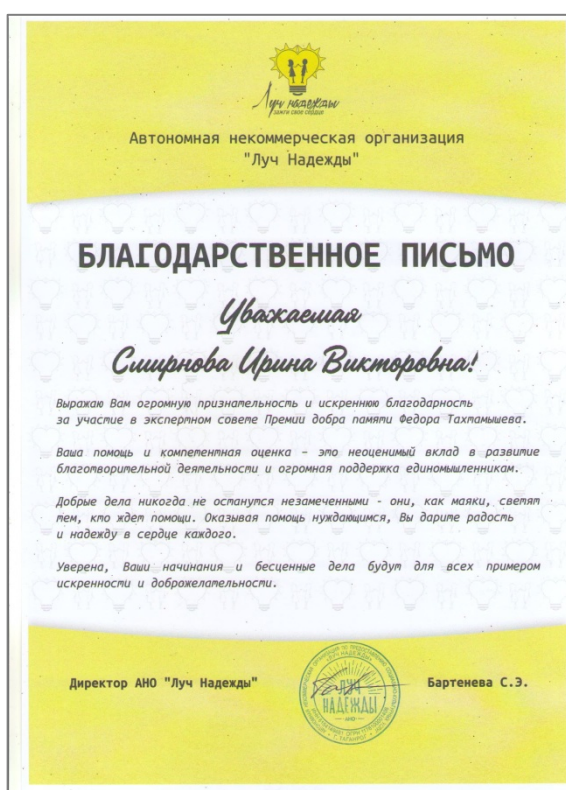 Луч надежды
зажги свое сердце
Автономная некоммерческая организация
"Луч Надежды"
БЛАГОДАРСТВЕННОЕ ПИСЬМО
Уважаемая
Смирнова Ирина Викторовна!
Выражаю Вам огромную признательность и искреннюю благодарность
за участие в экспертном совете Премии добра памяти Федора Тахтамышева.
Ваша помощь и компетентная оценка – это неоценимый вклад в развитие
благотворительной деятельности и огромная поддержка единомышленникам.
Добрые дела никогда не останутся незамеченными - они, как маяки, светят
тем, кто ждет помощи. Оказывая помощь нуждающимся, Вы дарите радость
и надежду в сердце каждого.
Уверена, Ваши начинания и бесценные дела будут для всех примером
искренности и доброжелательности.
Директор АНО "Луч Надежды"
ЛУЧ
НАДЕЖДЫ
АНО
Бартенева С.Э.